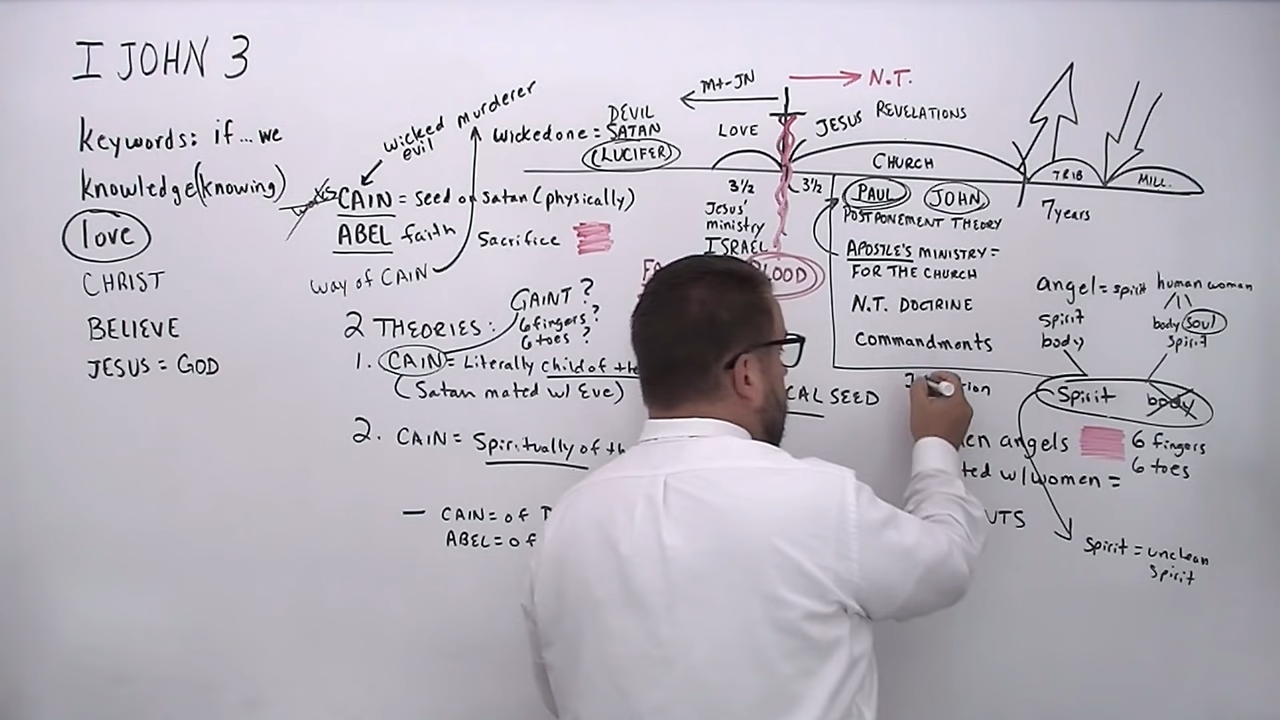 I JOHN 3
Keywords: if...we
Knowledge (knowing)
love
CHRIST
BELIEVE
JESUS = GOD
wicked murderer
evil
works
CAIN = seed of Satan (physically)
ABEL faith
Sacrifice
way of CAIN
wicked one =
DEVIL
SATAN
(LUCIFER)
2 THEORIES:
GAINT?
6 fingers?
6 toes?
1. CAIN = Literally child of the
(Satan mated w/ Eve)
CAL SEED
2. CAIN = Spiritually of th
— CAIN = of
ABEL = of
Mt-JN
N.T.
LOVE
JESUS REVELATIONS
CHURCH
TRIB
MILL.
3½
3½
7 years
Jesus'
ministry
ISRAEL
BLOOD
PAUL
JOHN
POSTPONEMENT THEORY
APOSTLE'S MINISTRY =
FOR THE CHURCH
N.T. DOCTRINE
Commandments
tion
angel = spirit
spirit
body
human woman
body soul
spirit
Spirit
body
en angels
6 fingers
6 toes
ted w/women =
UTS
Spirit = unclean
spirit